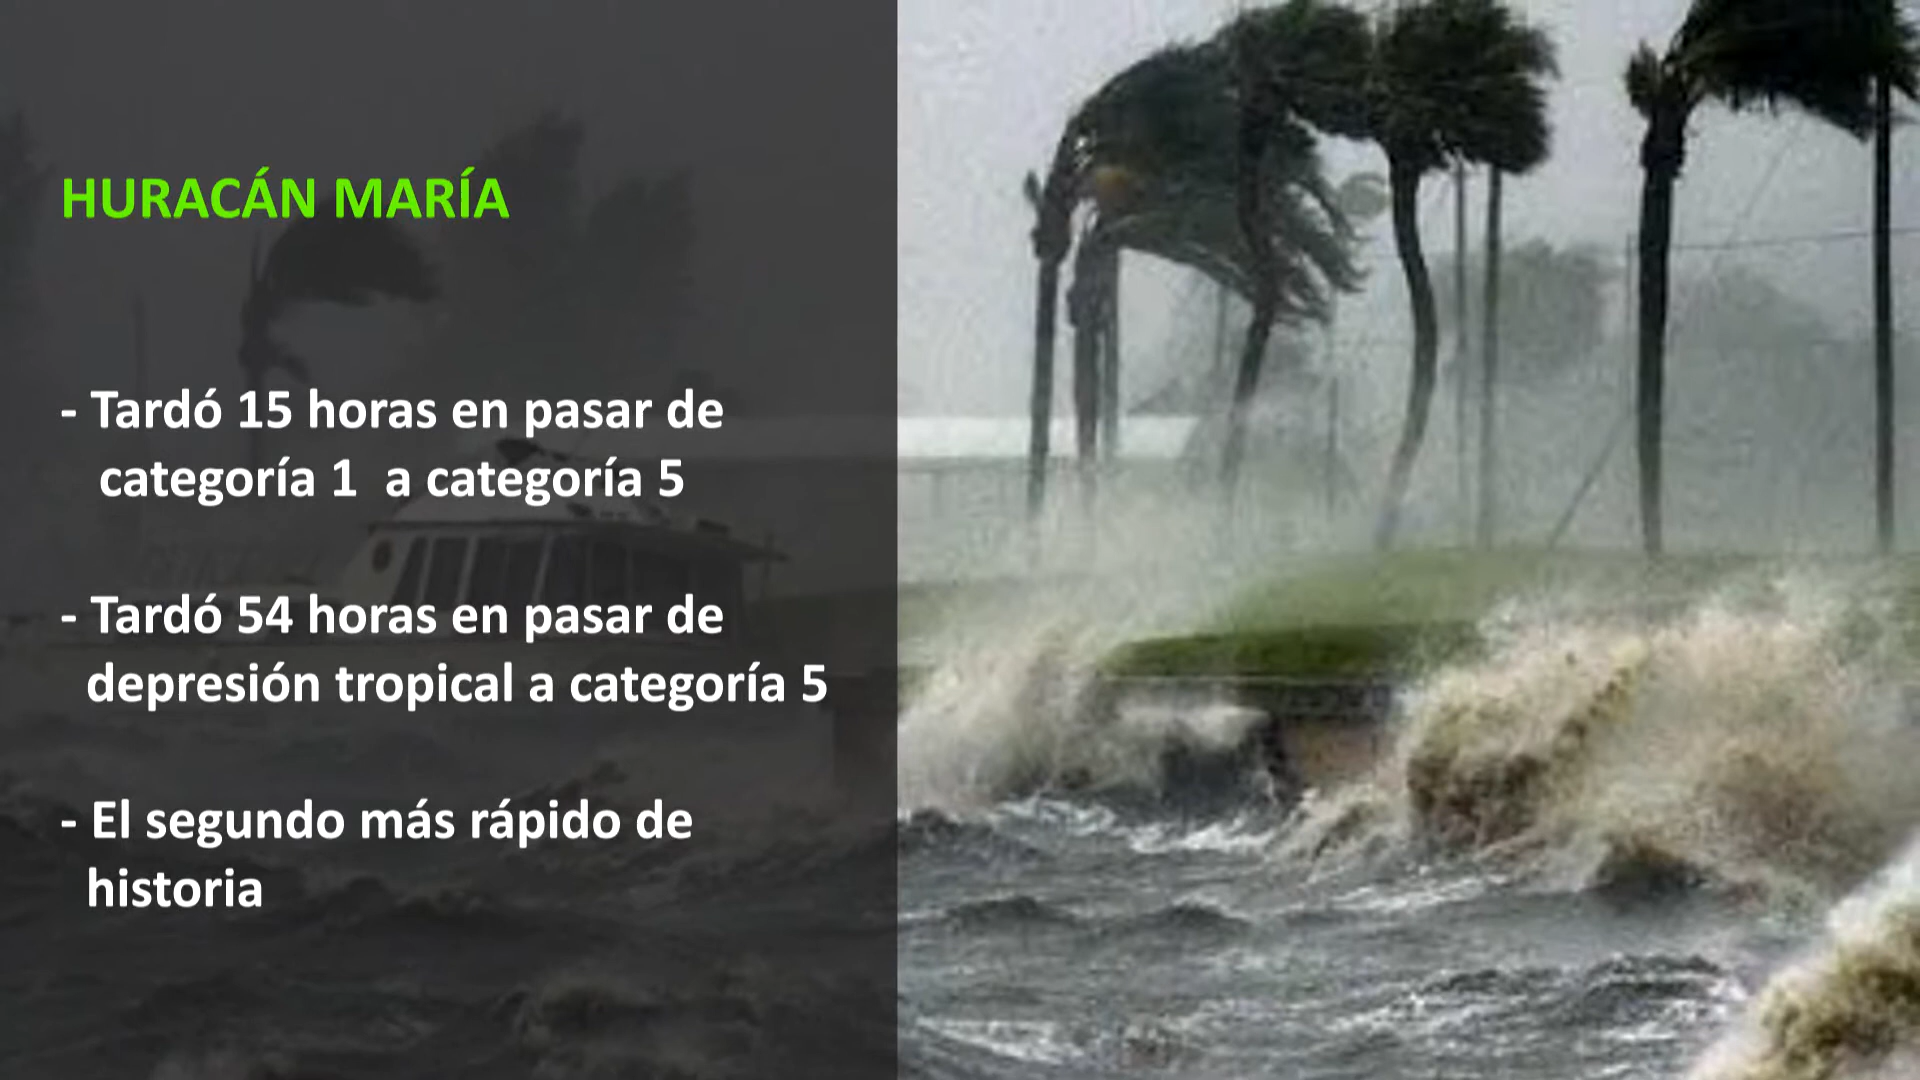 HURACÁN MARÍA
- Tardó 15 horas en pasar de
categoría 1 a categoría 5
- Tardó 54 horas en pasar de
depresión tropical a categoría 5
- El segundo más rápido de
historia